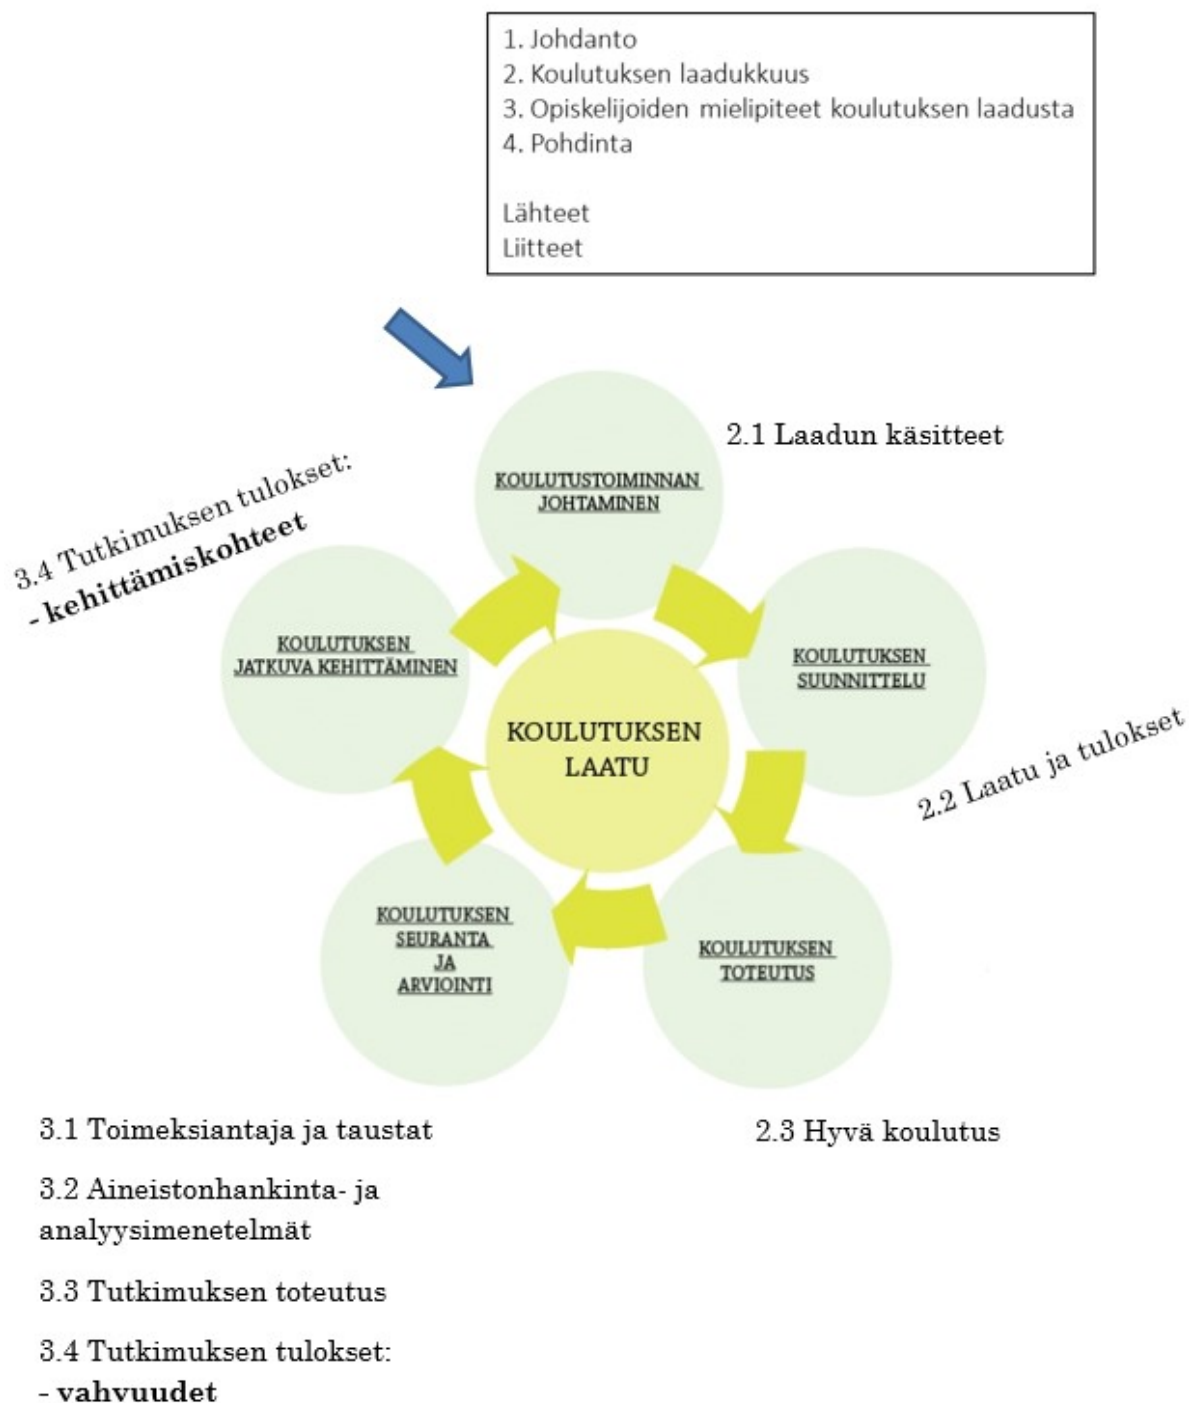 1. Johdanto
2. Koulutuksen laadukkuus
3. Opiskelijoiden mielipiteet koulutuksen laadusta
4. Pohdinta
Lähteet
Liitteet
KOULUTUSTOIMINNAN
JOHTAMINEN
2.1 Laadun käsitteet
KOULUTUKSEN
SUUNNITTELU
2.2 Laatu ja tulokset
KOULUTUKSEN
TOTEUTUS
2.3 Hyvä koulutus
KOULUTUKSEN
SEURANTA
JA
ARVIOINTI
3.1 Toimeksiantaja ja taustat
3.2 Aineistonhankinta- ja
analyysimenetelmät
3.3 Tutkimuksen toteutus
3.4 Tutkimuksen tulokset:
- vahvuudet
KOULUTUKSEN
JATKUVA KEHITTÄMINEN
3.4 Tutkimuksen tulokset:
- kehittämiskohteet
KOULUTUKSEN
LAATU